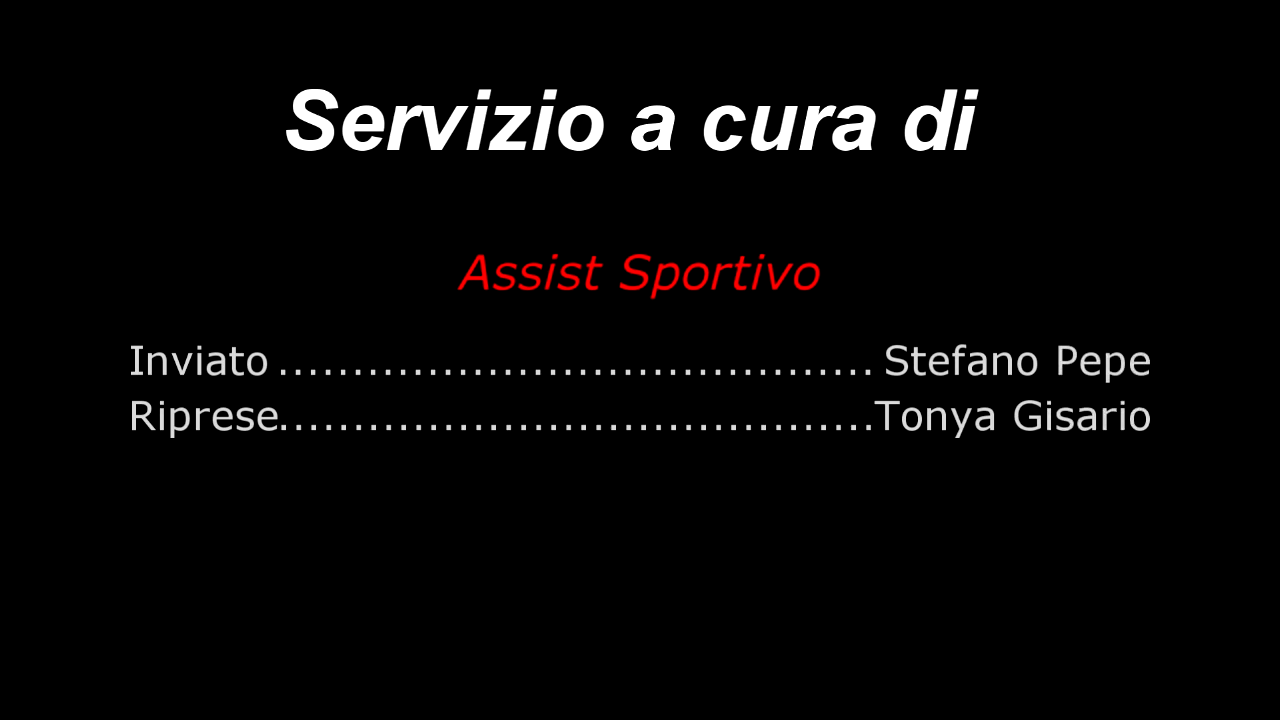 Servizio a cura di
Assist Sportivo
Inviato ........................................ Stefano Pepe
Riprese........................................Tonya Gisario